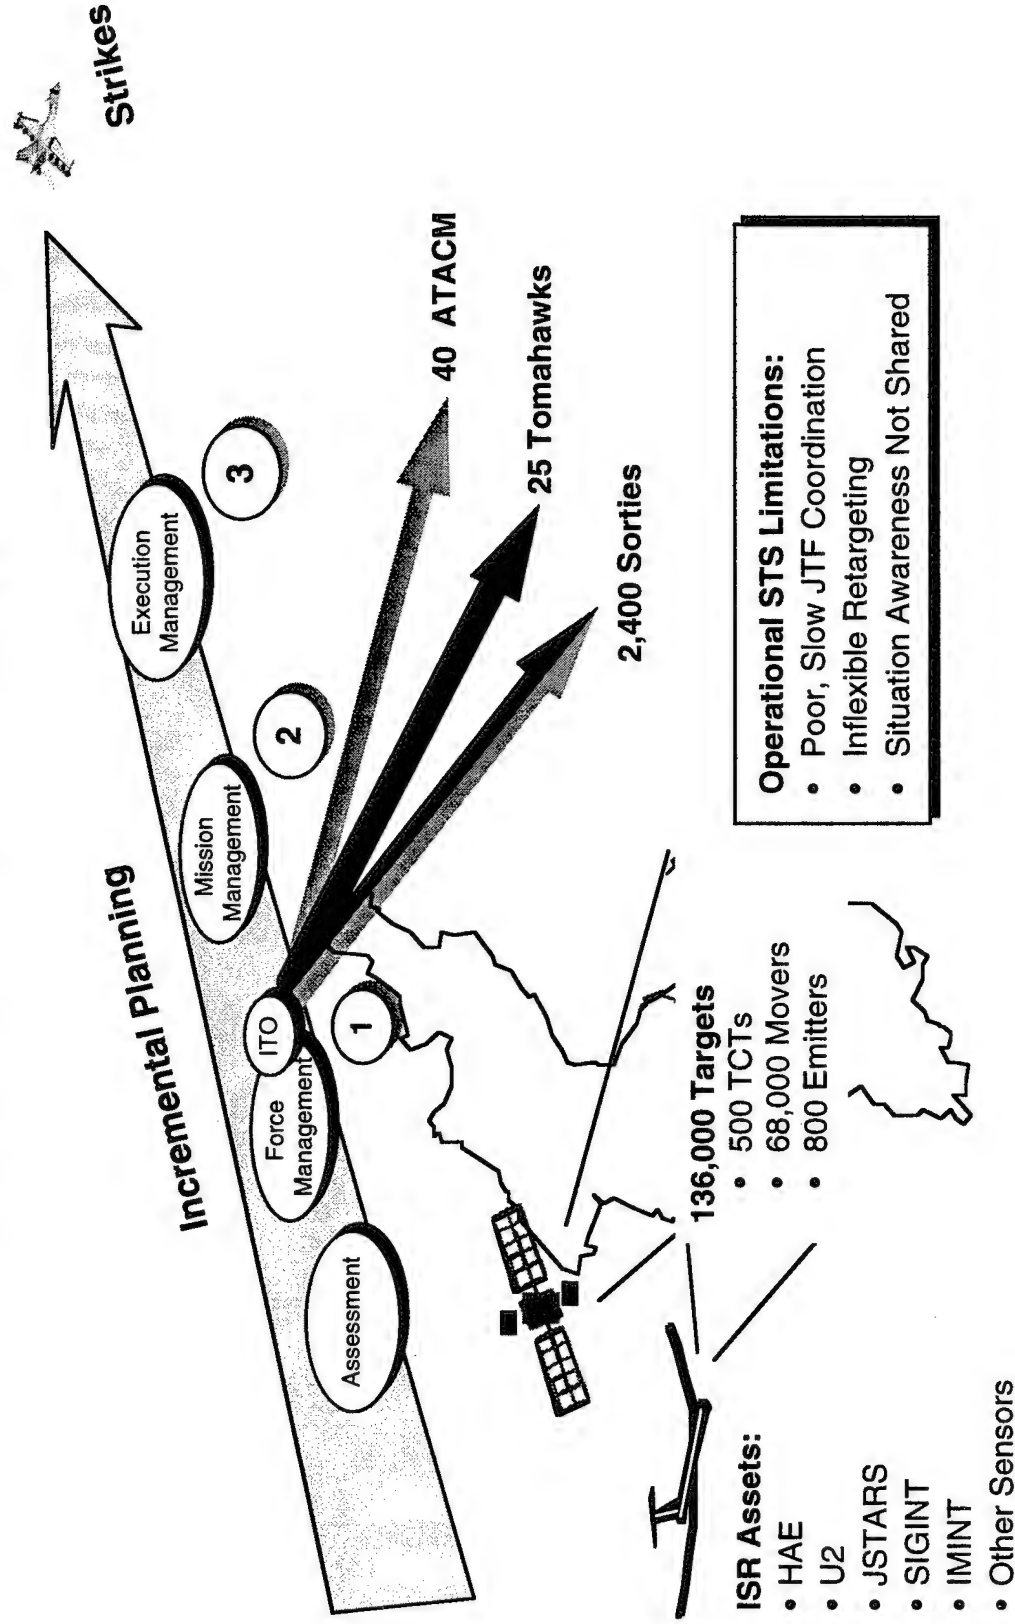 Incremental Planning
Strikes
Assessment
Force
Management
ITO
Mission
Management
Execution
Management
1
2
3
40 ATACM
25 Tomahawks
2,400 Sorties
136,000 Targets
• 500 TCTs
• 68,000 Movers
• 800 Emitters
ISR Assets:
• HAE
• U2
• JSTARS
• SIGINT
• IMINT
• Other Sensors
Operational STS Limitations:
• Poor, Slow JTF Coordination
• Inflexible Retargeting
• Situation Awareness Not Shared